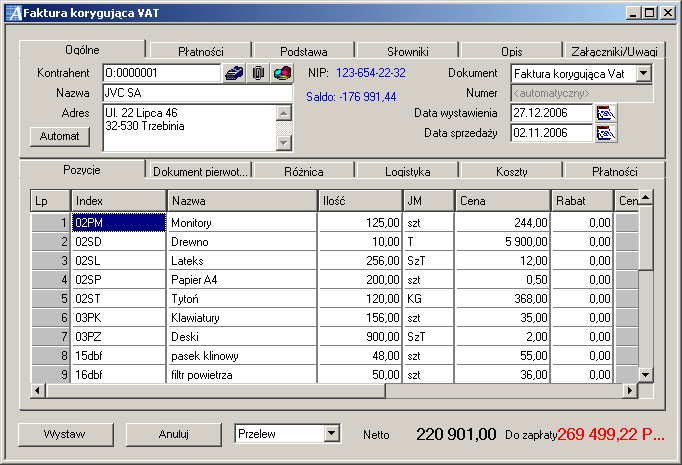 Faktura korygująca VAT
Ogólne Płatności Podstawa Słowniki Opis Załączniki/Uwagi
Kontrahent O:0000001 NIP: 123-654-22-32 Dokument Faktura korygująca Vat
Nazwa JVC SA Saldo: -176 991,44 Numer <automatyczny>
Adres Ul. 22 Lipca 46 Data wystawienia 27.12.2006
32-530 Trzebinia
Automat Data sprzedaży 02.11.2006
Pozycje Dokument pierwot... Różnica Logistyka Koszty Płatności
Lp Index Nazwa Ilość JM Cena Rabat Cen
1 02PM Monitory 125,00 szt 244,00 0,00
2 02SD Drewno 10,00 T 5 900,00 0,00
3 02SL Lateks 256,00 SzT 12,00 0,00
4 02SP Papier A4 200,00 szt 0,50 0,00
5 02ST Tytoń 120,00 KG 368,00 0,00
6 03PK Klawiatury 156,00 szt 35,00 0,00
7 03PZ Deski 900,00 SzT 2,00 0,00
8 15dbf pasek klinowy 48,00 szt 55,00 0,00
9 16dbf filtr powietrza 50,00 szt 36,00 0,00
Wystaw Anuluj Przelew Netto 220 901,00 Do zapłaty 269 499,22 P...